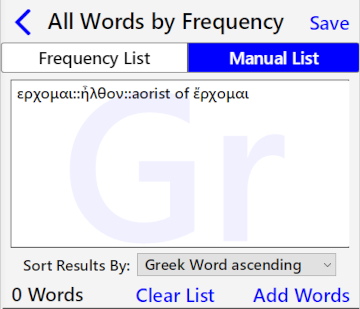 All Words by Frequency Save
Frequency List Manual List
ερχομαι::ἦλθον::aorist of ἔρχομαι
Gr
Sort Results By: Greek Word ascending
0 Words Clear List Add Words